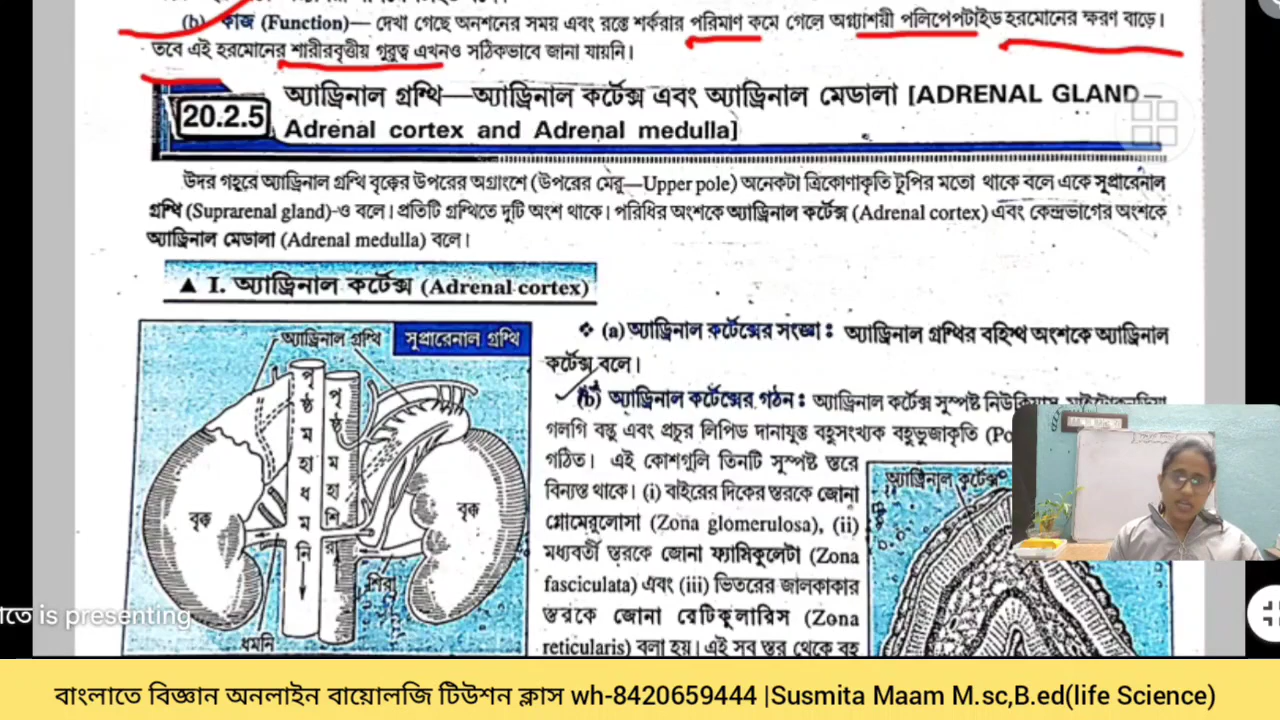 (b) কাজ (Function)— দেখা গেছে অনশনের সময় এবং রক্তে শর্করার পরিমাণ কমে গেলে অগ্ন্যাশয়ী পলিপেপটাইড হরমোনের ক্ষরণ বাড়ে।
তবে এই হরমোনের শারীরবৃত্তীয় গুরুত্ব এখনও সঠিকভাবে জানা যায়নি।
20.2.5
অ্যাড্রিনাল গ্রন্থি—অ্যাড্রিনাল কর্টেক্স এবং অ্যাড্রিনাল মেডালা [ADRENAL GLAND—
Adrenal cortex and Adrenal medulla]
উদর গহ্বরে অ্যাড্রিনাল গ্রন্থি বৃক্কের উপরের অগ্রাংশে (উপরের মেরু—Upper pole) অনেকটা ত্রিকোণাকৃতি টুপির মতো থাকে বলে একে সুপ্রারেনাল
গ্রন্থি (Suprarenal gland)-ও বলে। প্রতিটি গ্রন্থিতে দুটি অংশ থাকে। পরিধির অংশকে অ্যাড্রিনাল কর্টেক্স (Adrenal cortex) এবং কেন্দ্রভাগের অংশকে
অ্যাড্রিনাল মেডালা (Adrenal medulla) বলে।
▲ I. অ্যাড্রিনাল কর্টেক্স (Adrenal cortex)
অ্যাড্রিনাল গ্রন্থি
সুপ্রারেনাল গ্রন্থি
পৃষ্ঠ মহাধমনি
পৃষ্ঠ মহাশিরা
বৃক্ক
বৃক্ক
শিরা
ধমনি
❖ (a) অ্যাড্রিনাল কর্টেক্সের সংজ্ঞা : অ্যাড্রিনাল গ্রন্থির বহিস্থ অংশকে অ্যাড্রিনাল
কর্টেক্স বলে।
(b) অ্যাড্রিনাল কর্টেক্সের গঠন : অ্যাড্রিনাল কর্টেক্স সুস্পষ্ট নিউক্লিয়াস, মাইটোকনড্রিয়া
গলগি বস্তু এবং প্রচুর লিপিড দানাযুক্ত বহুসংখ্যক বহুভুজাকৃতি
গঠিত। এই কোশগুলি তিনটি সুস্পষ্ট স্তরে
বিন্যস্ত থাকে। (i) বাইরের দিকের স্তরকে জোনা
গ্লোমেরুলোসা (Zona glomerulosa), (ii)
মধ্যবর্তী স্তরকে জোনা ফ্যাসিকুলেটা (Zona
fasciculata) এবং (iii) ভিতরের জালকাকার
স্তরকে জোনা রেটিকুলারিস (Zona
reticularis) বলা হয়। এই সব স্তর থেকে বহু
অ্যাড্রিনাল কর্টেক্স
তে is presenting
বাংলাতে বিজ্ঞান অনলাইন বায়োলজি টিউশন ক্লাস wh-8420659444 |Susmita Maam M.sc,B.ed(life Science)